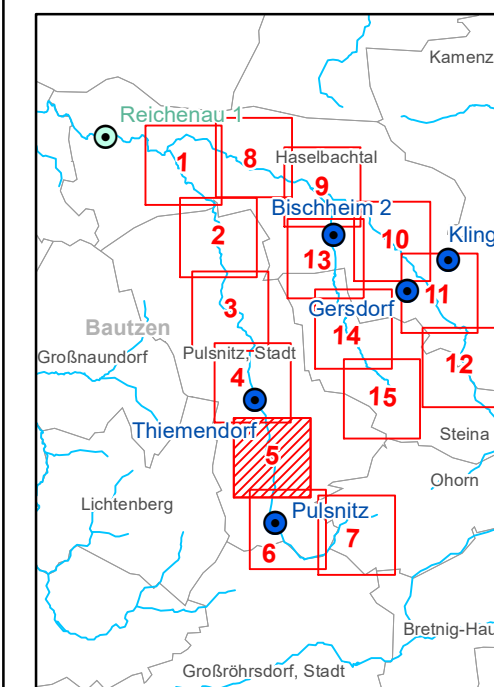 Kamenz
Reichenau 1
1
8
Haselbachtal
9
Bischheim 2
2
10
Kling
13
11
Gersdorf
3
Bautzen
14
Großnaundorf
Pulsnitz, Stadt
12
4
15
Thiemendorf
Steina
5
Ohorn
Lichtenberg
Pulsnitz
6
7
Bretnig-Hau
Großröhrsdorf, Stadt